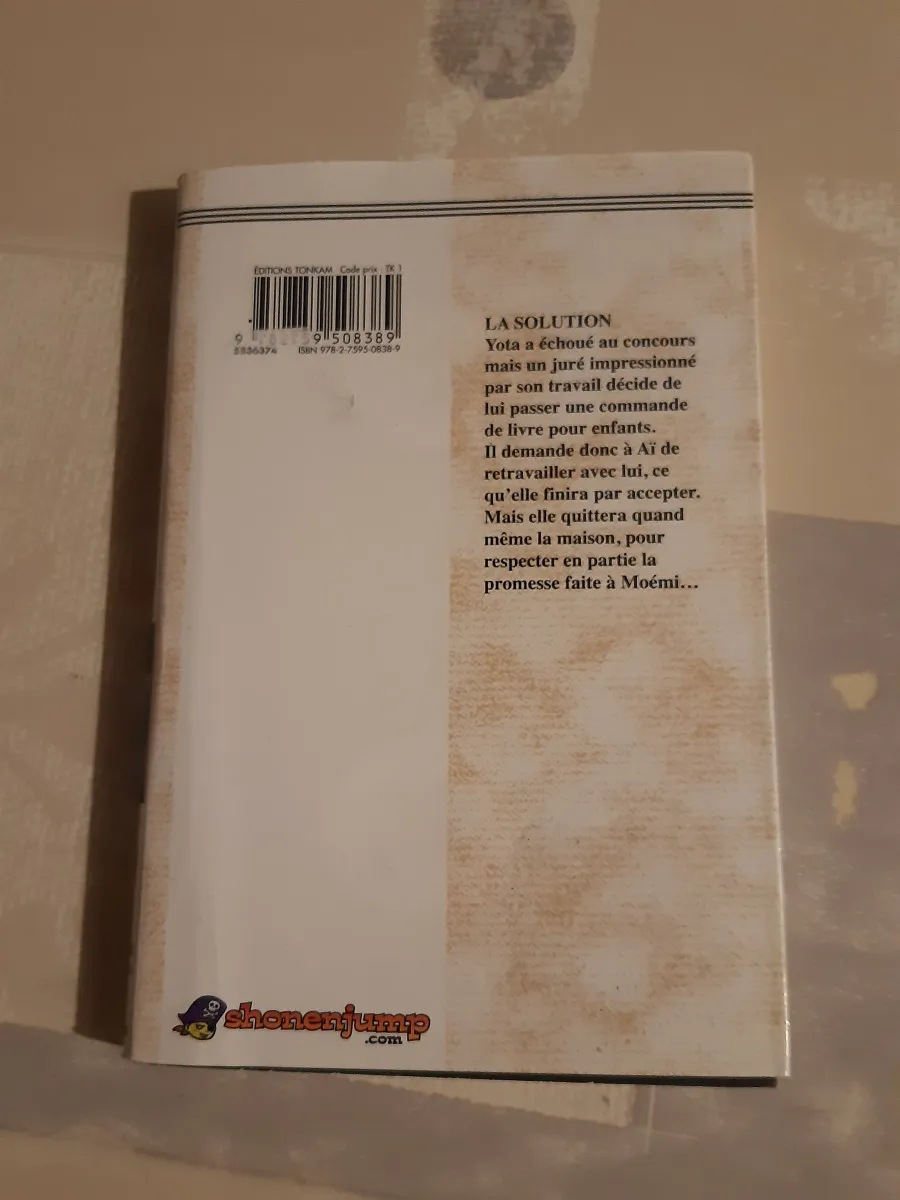 ÉDITIONS TONKAM Code prix : TK 1
9 782759 508389
5836374 ISBN 978-2-7595-0838-9
LA SOLUTION
Yota a échoué au concours
mais un juré impressionné
par son travail décide de
lui passer une commande
de livre pour enfants.
Il demande donc à Aï de
retravailler avec lui, ce
qu'elle finira par accepter.
Mais elle quittera quand
même la maison, pour
respecter en partie la
promesse faite à Moémi...
shonenjump
.com